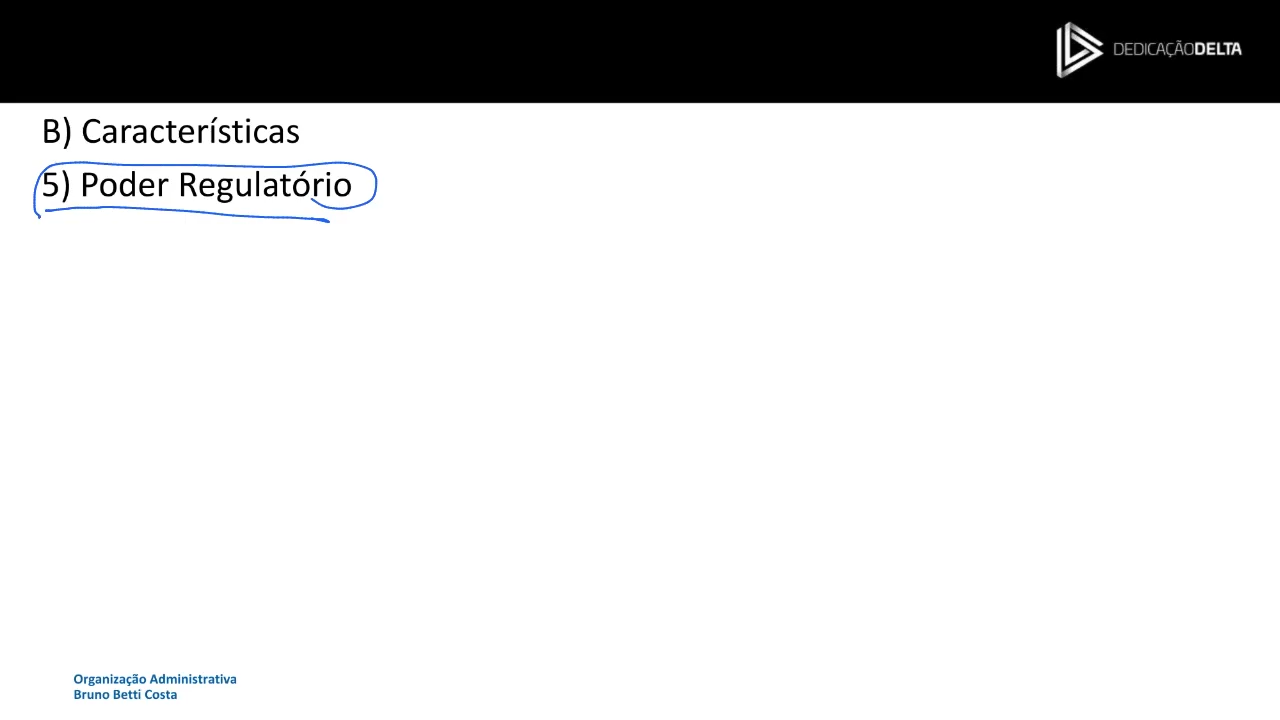 DEDICAÇÃODELTA
B) Características
5) Poder Regulatório
Organização Administrativa
Bruno Betti Costa